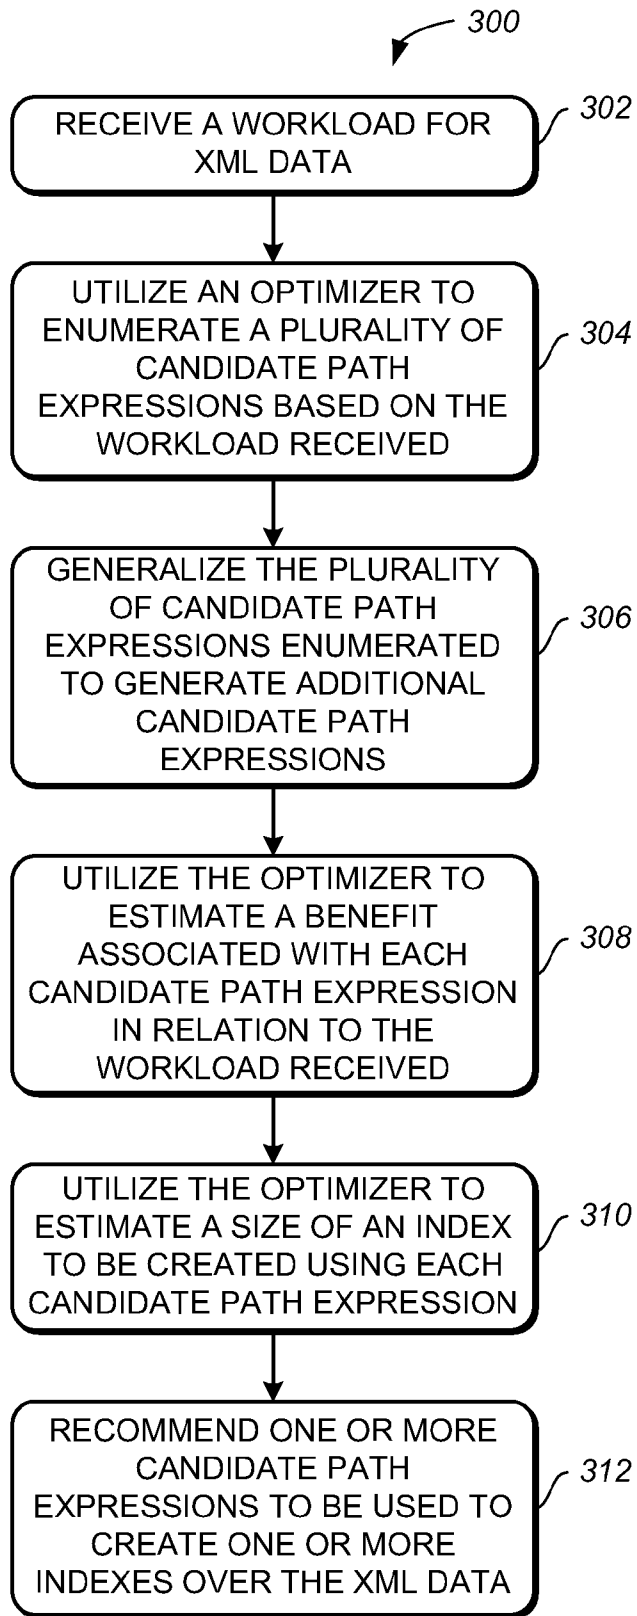 300
RECEIVE A WORKLOAD FOR
XML DATA
302
UTILIZE AN OPTIMIZER TO
ENUMERATE A PLURALITY OF
CANDIDATE PATH
EXPRESSIONS BASED ON THE
WORKLOAD RECEIVED
304
GENERALIZE THE PLURALITY
OF CANDIDATE PATH
EXPRESSIONS ENUMERATED
TO GENERATE ADDITIONAL
CANDIDATE PATH
EXPRESSIONS
306
UTILIZE THE OPTIMIZER TO
ESTIMATE A BENEFIT
ASSOCIATED WITH EACH
CANDIDATE PATH EXPRESSION
IN RELATION TO THE
WORKLOAD RECEIVED
308
UTILIZE THE OPTIMIZER TO
ESTIMATE A SIZE OF AN INDEX
TO BE CREATED USING EACH
CANDIDATE PATH EXPRESSION
310
RECOMMEND ONE OR MORE
CANDIDATE PATH
EXPRESSIONS TO BE USED TO
CREATE ONE OR MORE
INDEXES OVER THE XML DATA
312